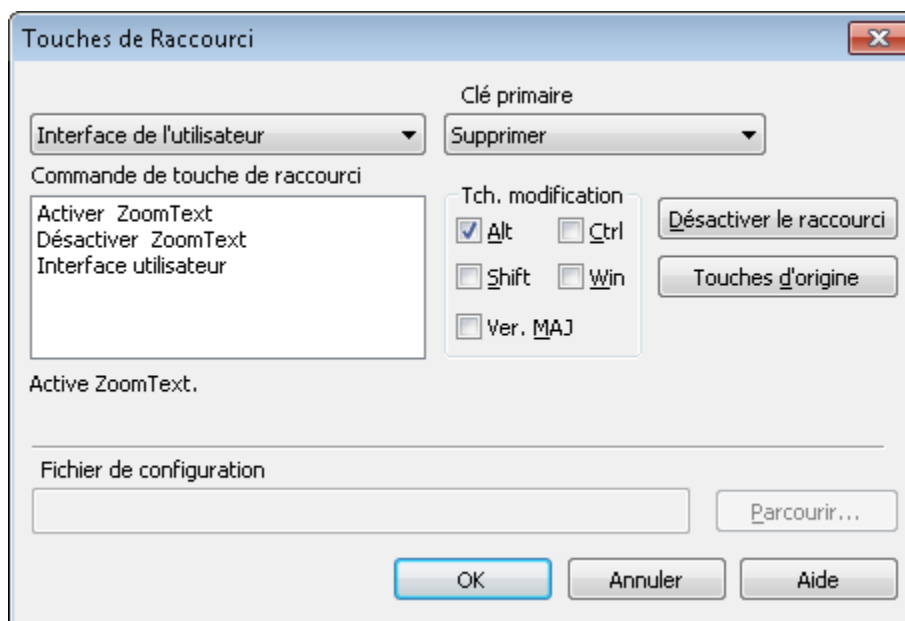 Touches de Raccourci
Clé primaire
Interface de l'utilisateur
Supprimer
Commande de touche de raccourci
Activer ZoomText
Désactiver ZoomText
Interface utilisateur
Tch. modification
Alt
Ctrl
Shift
Win
Ver. MAJ
Désactiver le raccourci
Touches d'origine
Active ZoomText.
Fichier de configuration
Parcourir...
OK
Annuler
Aide